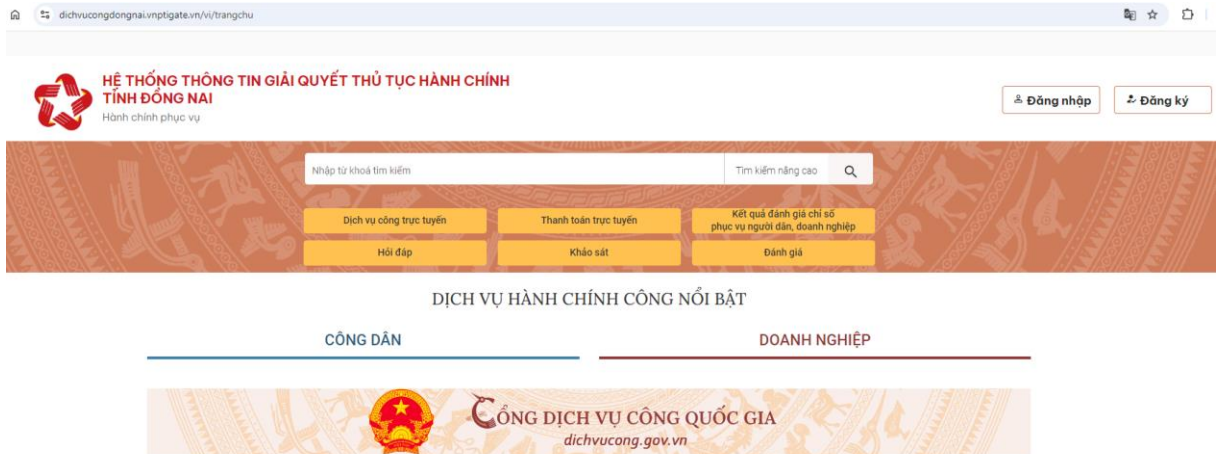 dichvucongdongnai.vnptigate.vn/vi/trangchu
HỆ THỐNG THÔNG TIN GIẢI QUYẾT THỦ TỤC HÀNH CHÍNH
TỈNH ĐỒNG NAI
Hành chính phục vụ
Đăng nhập
Đăng ký
Nhập từ khoá tìm kiếm
Tìm kiếm nâng cao
Dịch vụ công trực tuyến
Thanh toán trực tuyến
Kết quả đánh giá chỉ số
phục vụ người dân, doanh nghiệp
Hỏi đáp
Khảo sát
Đánh giá
DỊCH VỤ HÀNH CHÍNH CÔNG NỔI BẬT
CÔNG DÂN
DOANH NGHIỆP
CỔNG DỊCH VỤ CÔNG QUỐC GIA
dichvucong.gov.vn